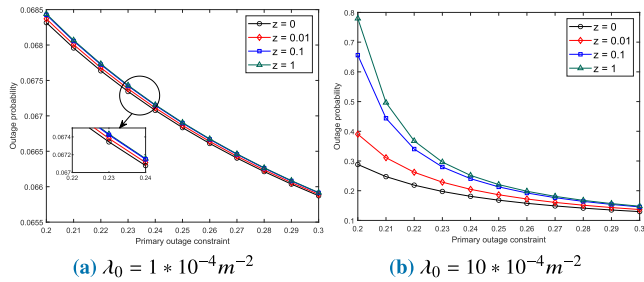 0.0685
0.068
0.0675
0.067
0.0665
0.066
0.0655
Outage probability
z = 0
z = 0.01
z = 0.1
z = 1
0.0674
0.0672
0.067
0.22 0.23 0.24
0.2 0.21 0.22 0.23 0.24 0.25 0.26 0.27 0.28 0.29 0.3
Primary outage constraint
(a) λ₀ = 1 * 10⁻⁴m⁻²
0.8
0.7
0.6
0.5
0.4
0.3
0.2
0.1
Outage probability
z = 0
z = 0.01
z = 0.1
z = 1
0.2 0.21 0.22 0.23 0.24 0.25 0.26 0.27 0.28 0.29 0.3
Primary outage constraint
(b) λ₀ = 10 * 10⁻⁴m⁻²